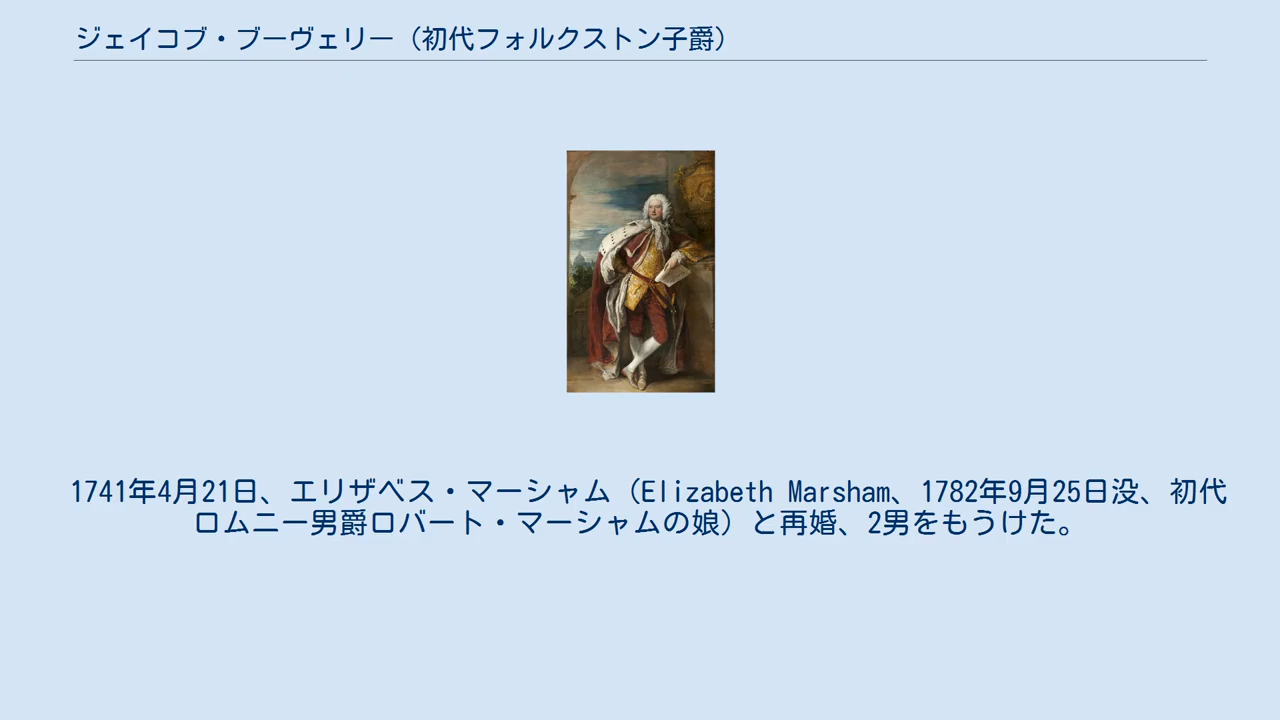 ジェイコブ・ブーヴェリー（初代フォルクストン子爵）
1741年4月21日、エリザベス・マーシャム（Elizabeth Marsham、1782年9月25日没、初代
ロムニー男爵ロバート・マーシャムの娘）と再婚、2男をもうけた。